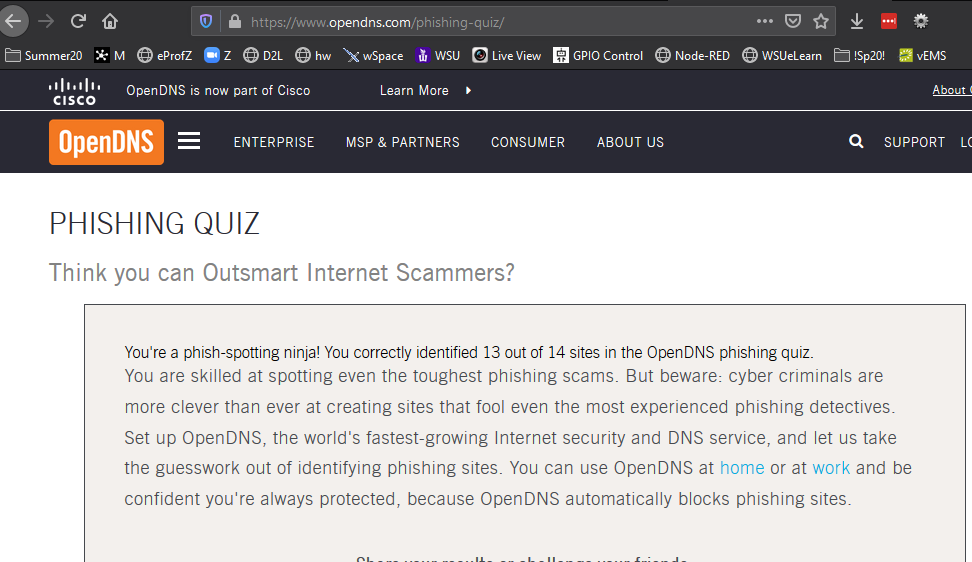 https://www.opendns.com/phishing-quiz/
Summer20 M eProfZ Z D2L hw wSpace WSU Live View GPIO Control Node-RED WSUeLearn !Sp20! vEMS
CISCO OpenDNS is now part of Cisco Learn More About
OpenDNS ENTERPRISE MSP & PARTNERS CONSUMER ABOUT US SUPPORT
PHISHING QUIZ
Think you can Outsmart Internet Scammers?
You're a phish-spotting ninja! You correctly identified 13 out of 14 sites in the OpenDNS phishing quiz.
You are skilled at spotting even the toughest phishing scams. But beware: cyber criminals are
more clever than ever at creating sites that fool even the most experienced phishing detectives.
Set up OpenDNS, the world's fastest-growing Internet security and DNS service, and let us take
the guesswork out of identifying phishing sites. You can use OpenDNS at home or at work and be
confident you're always protected, because OpenDNS automatically blocks phishing sites.
Share your results or challenge your friends